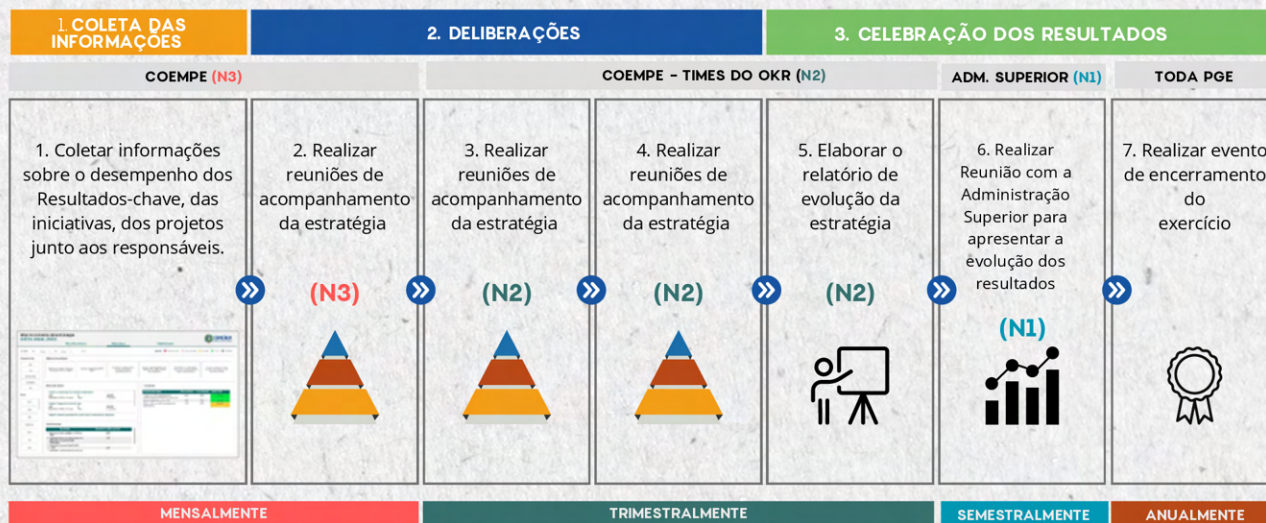 1. COLETA DAS
INFORMAÇÕES
2. DELIBERAÇÕES
3. CELEBRAÇÃO DOS RESULTADOS
COEMPE (N3)
COEMPE - TIMES DO OKR (N2)
ADM. SUPERIOR (N1)
TODA PGE
1. Coletar informações
sobre o desempenho dos
Resultados-chave, das
iniciativas, dos projetos
junto aos responsáveis.
2. Realizar
reuniões de
acompanhamento
da estratégia
(N3)
3. Realizar
reuniões de
acompanhamento
da estratégia
(N2)
4. Realizar
reuniões de
acompanhamento
da estratégia
(N2)
5. Elaborar o
relatório de
evolução da
estratégia
(N2)
6. Realizar
Reunião com a
Administração
Superior para
apresentar a
evolução dos
resultados
(N1)
7. Realizar evento
de encerramento
do
exercício
MENSALMENTE
TRIMESTRALMENTE
SEMESTRALMENTE
ANUALMENTE